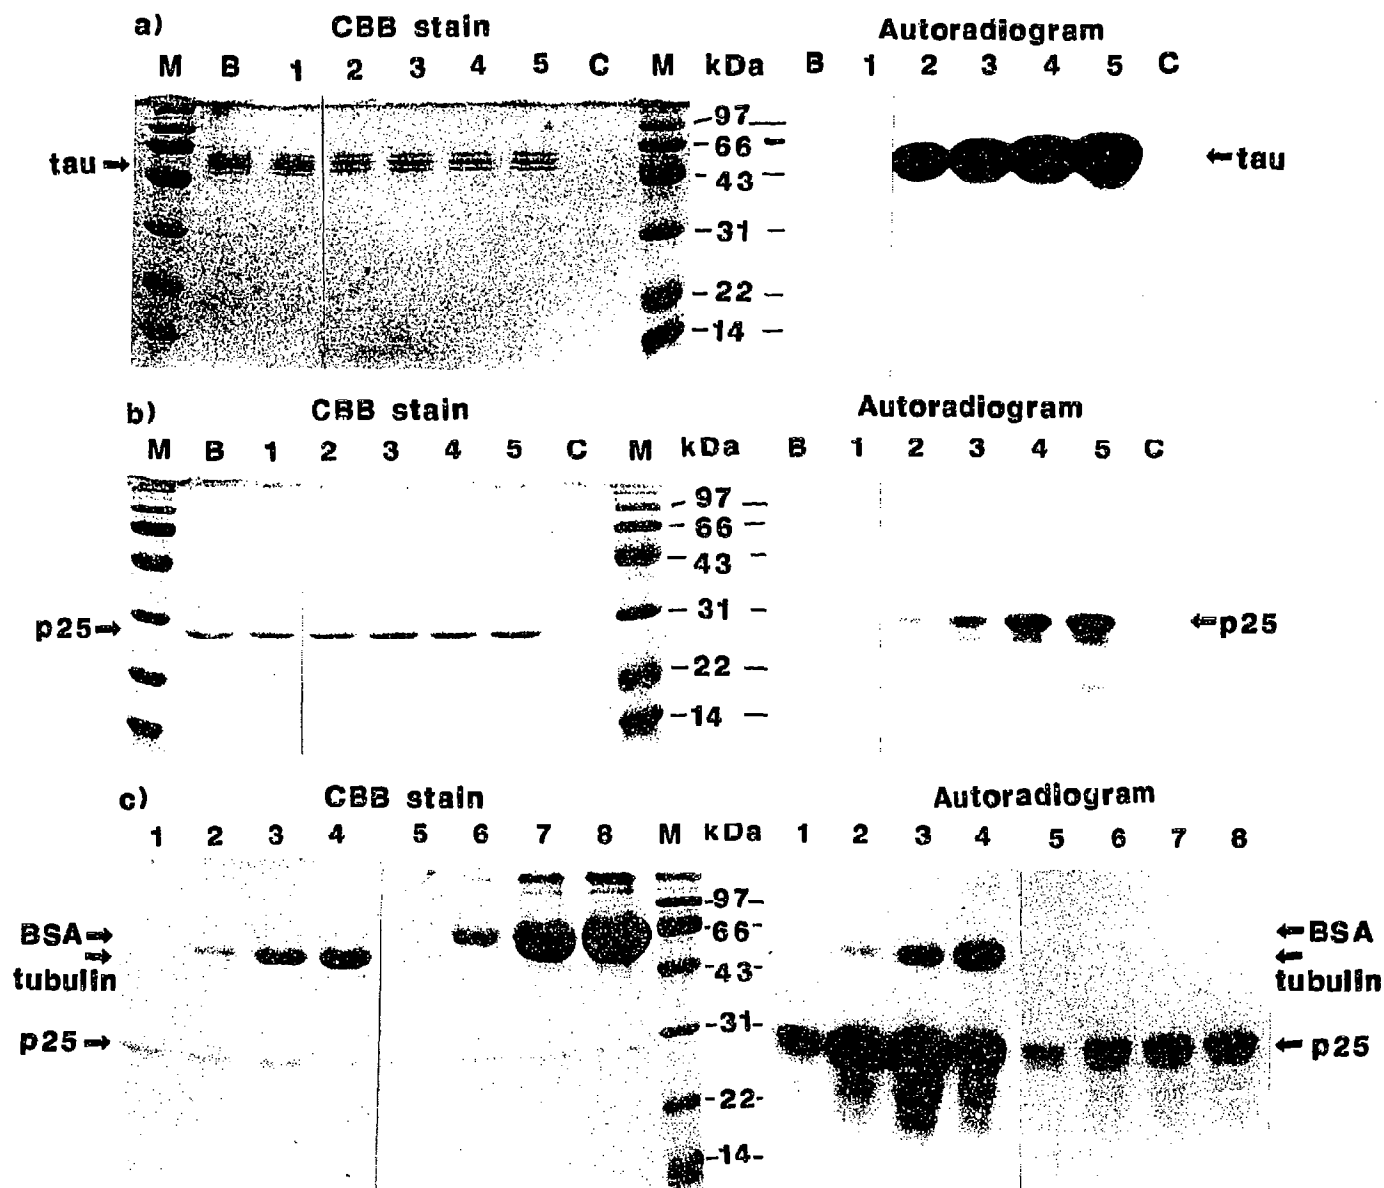 a) CBB stain Autoradiogram
M B 1 2 3 4 5 C M kDa B 1 2 3 4 5 C
-97
-66
tau tau
-43
-31
-22
-14
b) CBB stain Autoradiogram
M B 1 2 3 4 5 C M kDa B 1 2 3 4 5 C
-97
-66
-43
-31
p25 p25
-22
-14
c) CBB stain Autoradiogram
1 2 3 4 5 6 7 8 M kDa 1 2 3 4 5 6 7 8
-97-
BSA -66- BSA
tubulin -43- tubulin
-31-
p25 p25
-22-
-14-